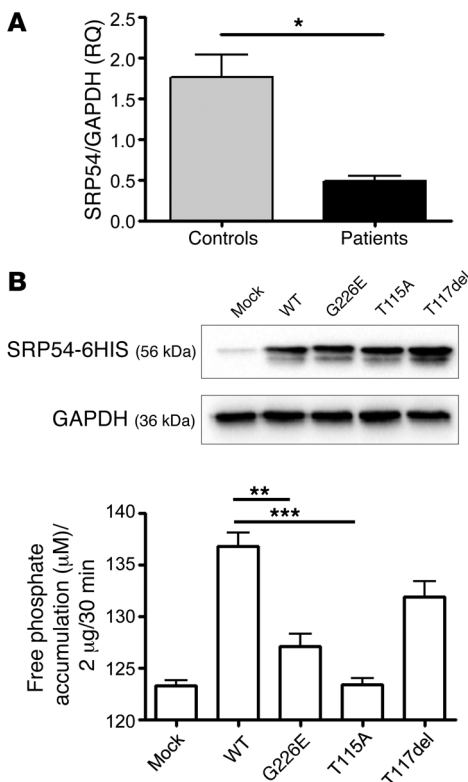 A
SRP54/GAPDH (RQ)
2.5
2.0
1.5
1.0
0.5
0.0
*
Controls
Patients
B
Mock
WT
G226E
T115A
T117del
SRP54-6HIS (56 kDa)
GAPDH (36 kDa)
Free phosphate
accumulation (μM)/
2 μg/30 min
140
135
130
125
120
**
***
Mock
WT
G226E
T115A
T117del